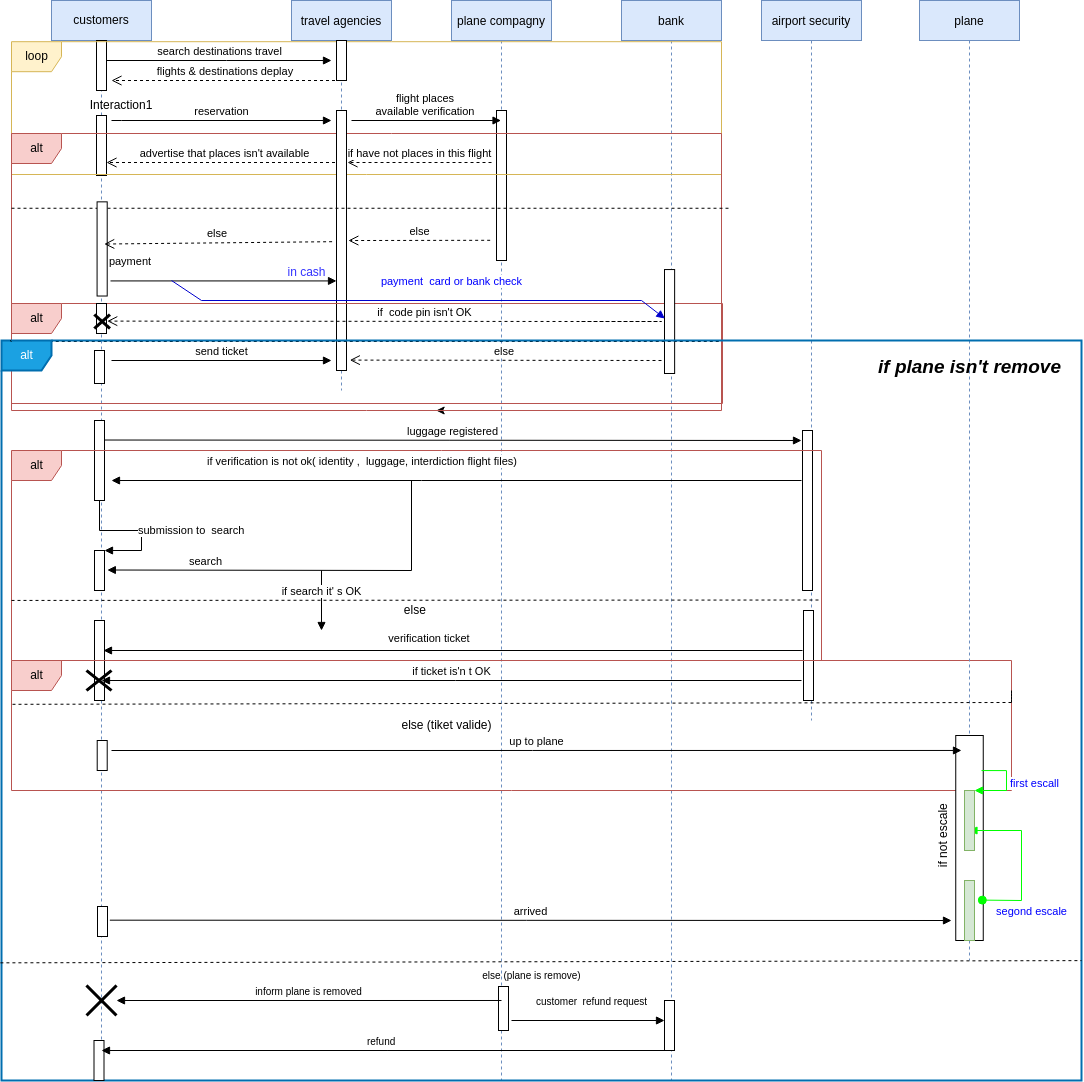 customers
travel agencies
plane compagny
bank
airport security
plane
loop
search destinations travel
flights & destinations deplay
Interaction1
reservation
flight places
available verification
alt
advertise that places isn't available
if have not places in this flight
else
else
payment
in cash
payment card or bank check
alt
if code pin isn't OK
alt
send ticket
else
if plane isn't remove
luggage registered
alt
if verification is not ok( identity , luggage, interdiction flight files)
submission to search
search
if search it' s OK
else
verification ticket
alt
if ticket is'n t OK
else (tiket valide)
up to plane
first escall
if not escale
arrived
segond escale
else (plane is remove)
inform plane is removed
customer refund request
refund